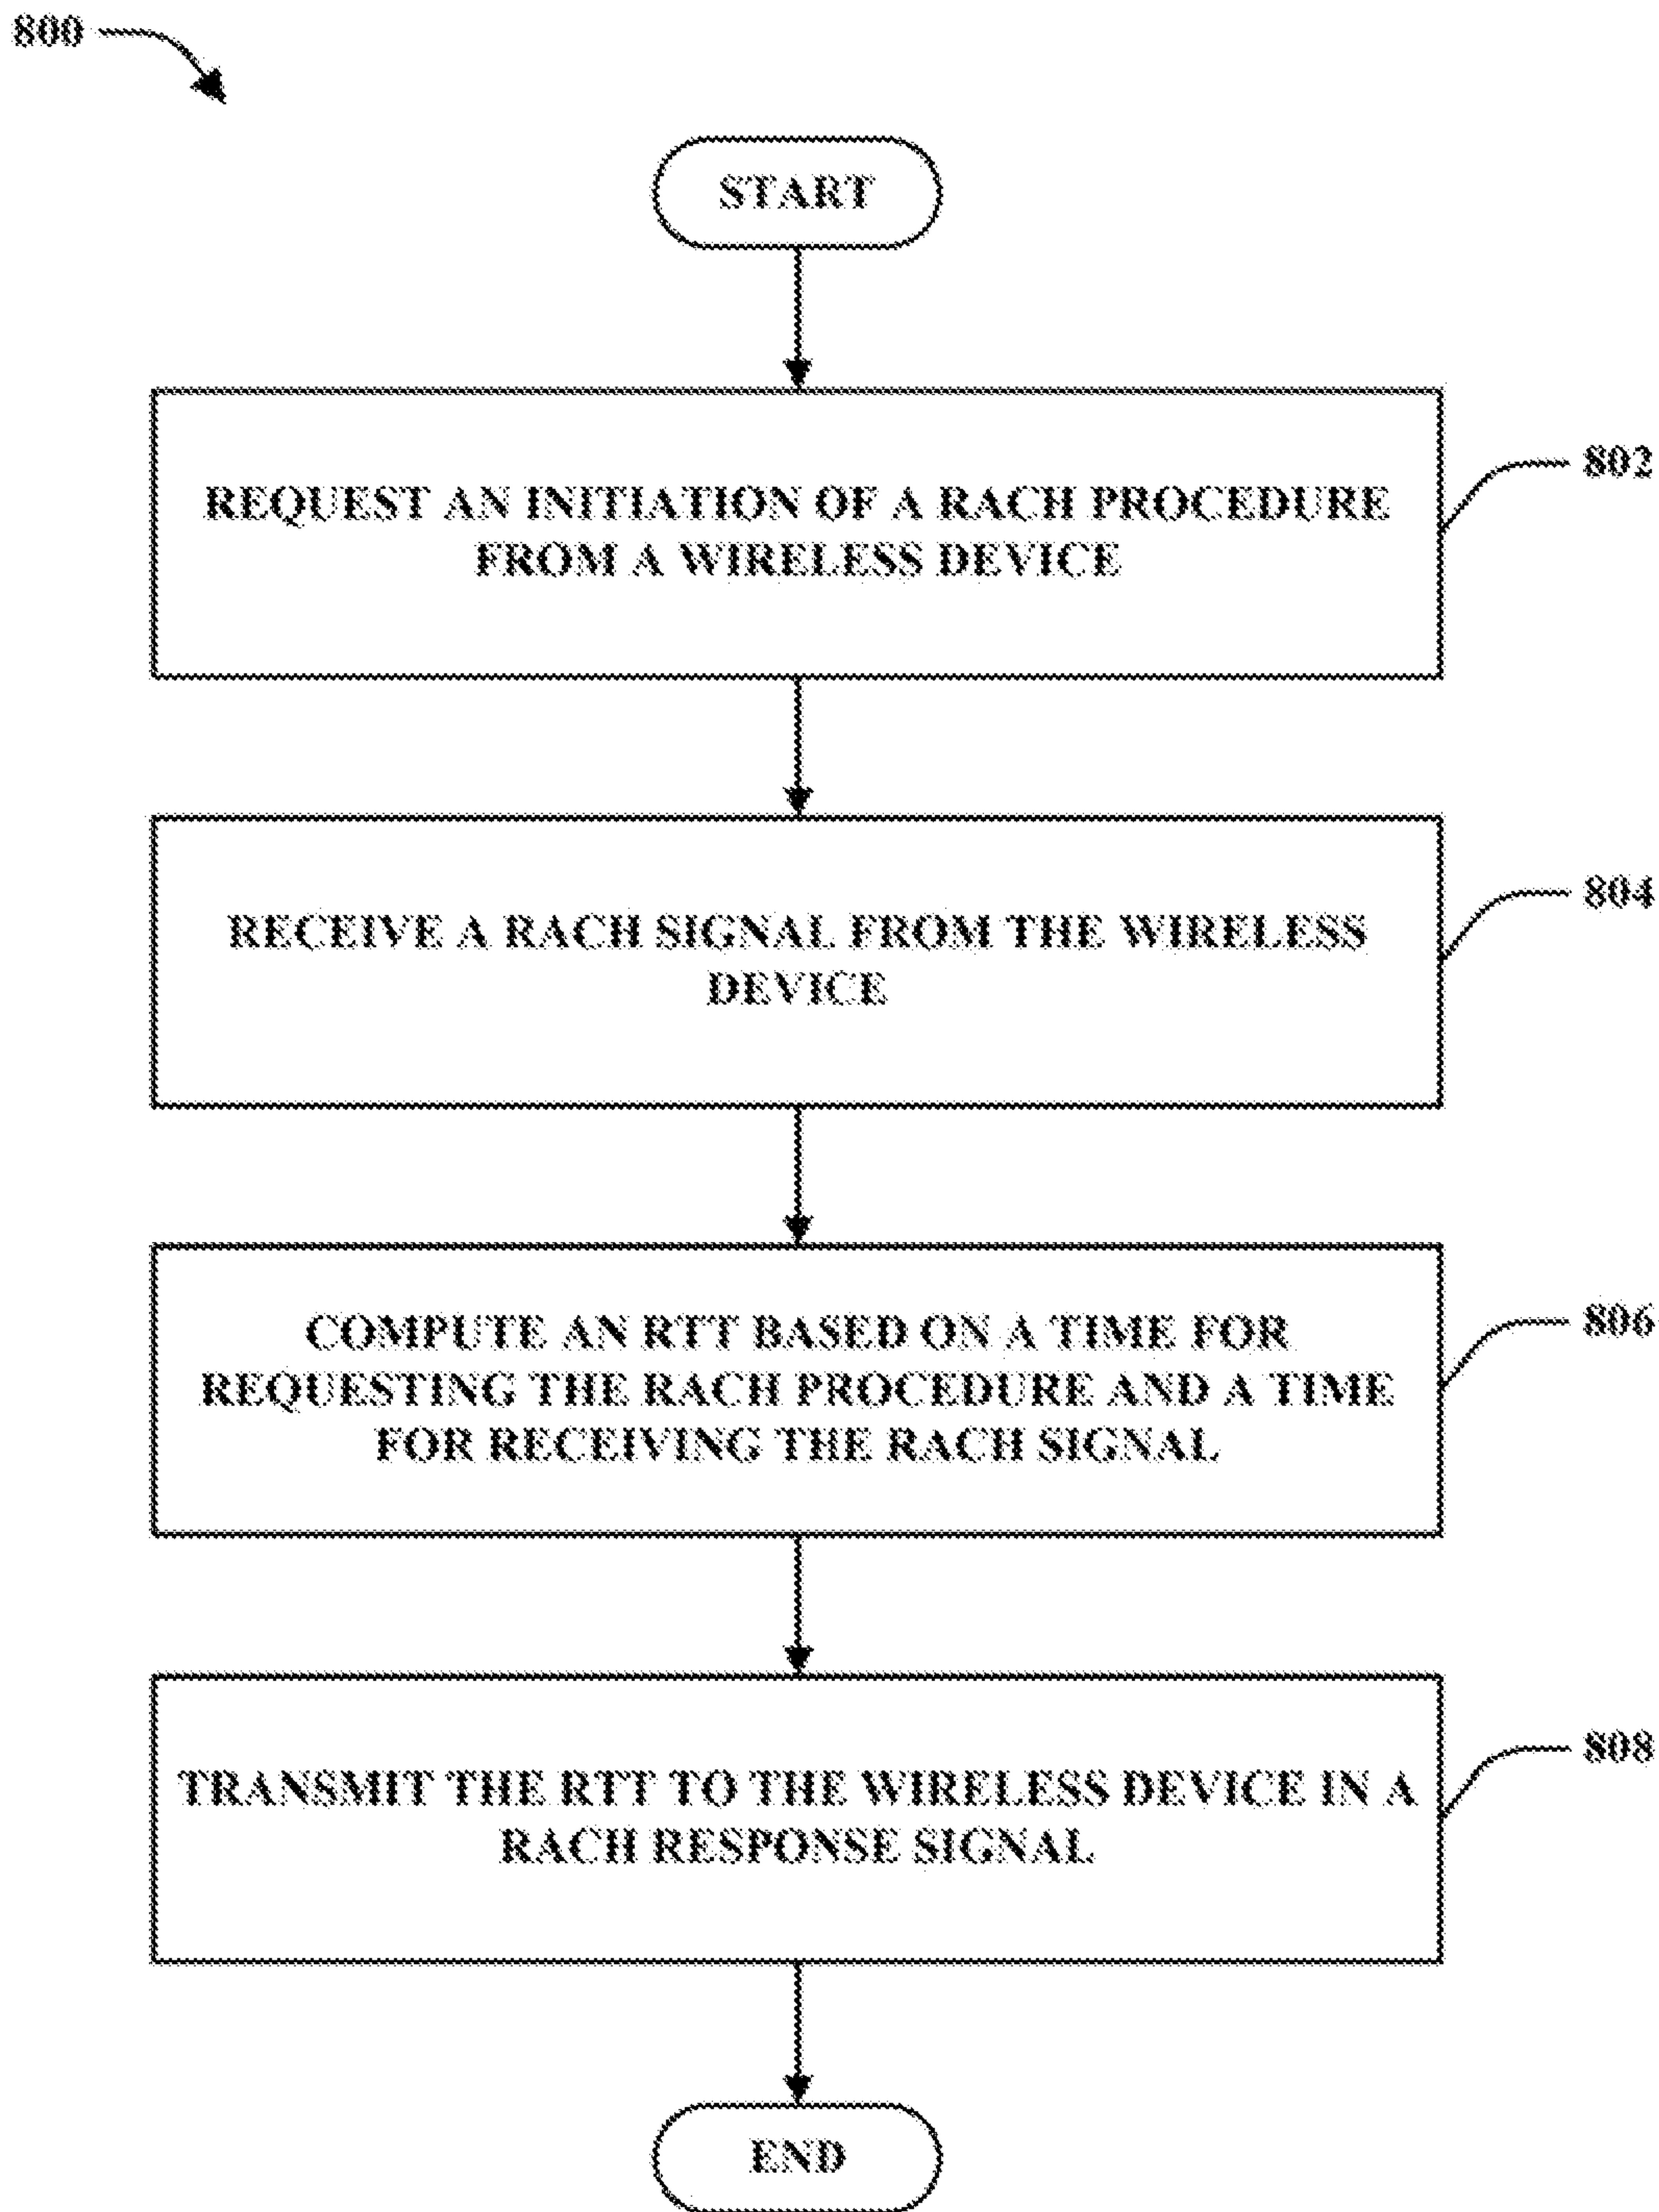 800
START
REQUEST AN INITIATION OF A RACH PROCEDURE
FROM A WIRELESS DEVICE
802
RECEIVE A RACH SIGNAL FROM THE WIRELESS
DEVICE
804
COMPUTE AN RTT BASED ON A TIME FOR
REQUESTING THE RACH PROCEDURE AND A TIME
FOR RECEIVING THE RACH SIGNAL
806
TRANSMIT THE RTT TO THE WIRELESS DEVICE IN A
RACH RESPONSE SIGNAL
808
END